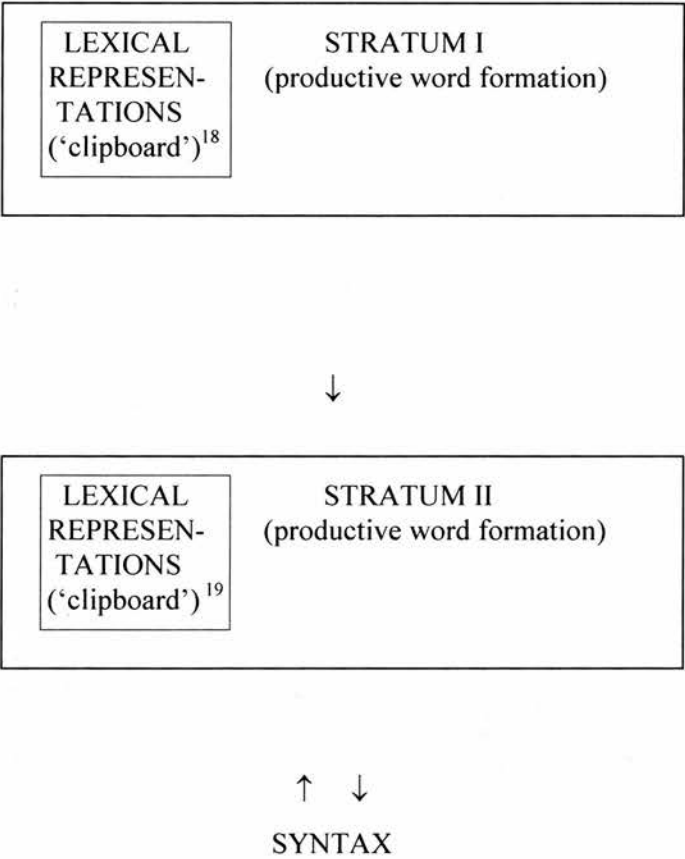 LEXICAL
REPRESEN-
TATIONS
(‘clipboard’)18
STRATUM I
(productive word formation)
↓
LEXICAL
REPRESEN-
TATIONS
(‘clipboard’) 19
STRATUM II
(productive word formation)
↑ ↓
SYNTAX